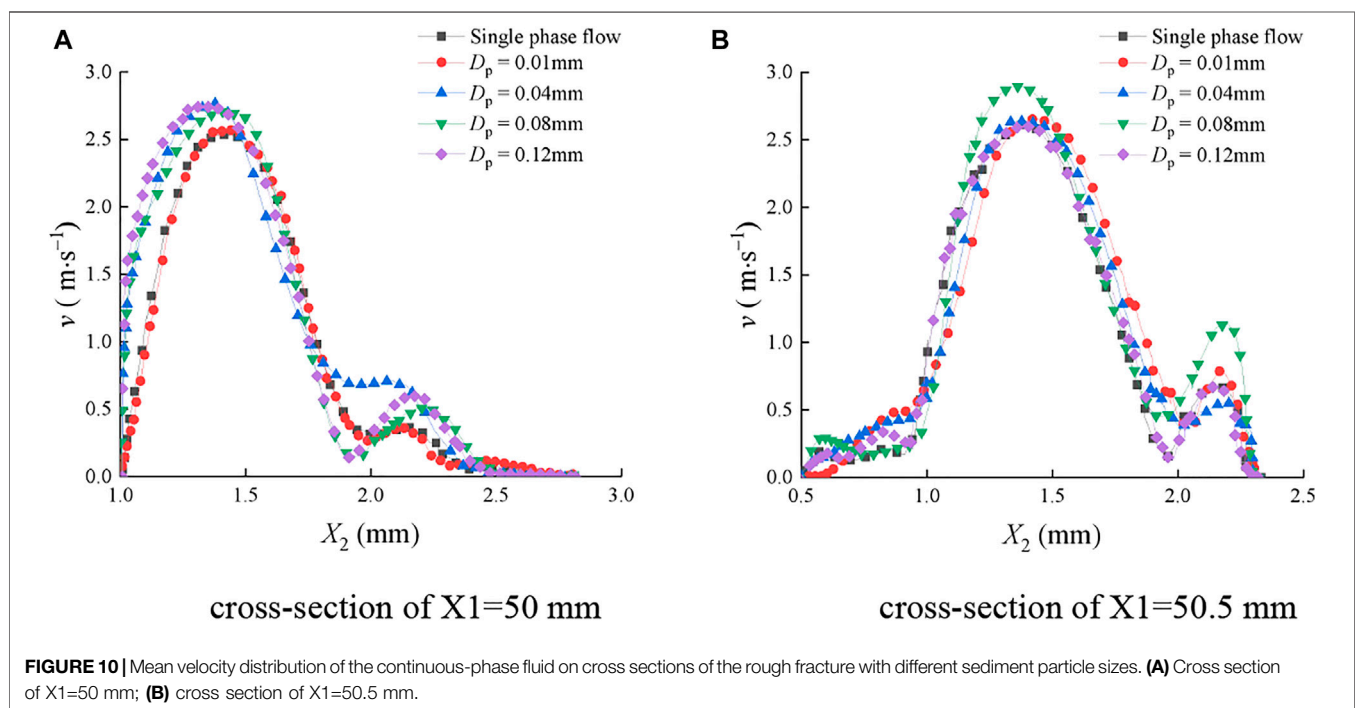 A
Single phase flow
Dp = 0.01mm
Dp = 0.04mm
Dp = 0.08mm
Dp = 0.12mm
3.0
2.5
2.0
1.5
1.0
0.5
0.0
v ( m·s⁻¹)
1.0 1.5 2.0 2.5 3.0
X2 (mm)
cross-section of X1=50 mm
B
Single phase flow
Dp = 0.01mm
Dp = 0.04mm
Dp = 0.08mm
Dp = 0.12mm
3.0
2.5
2.0
1.5
1.0
0.5
0.0
v ( m·s⁻¹)
0.5 1.0 1.5 2.0 2.5
X2 (mm)
cross-section of X1=50.5 mm
FIGURE 10 | Mean velocity distribution of the continuous-phase fluid on cross sections of the rough fracture with different sediment particle sizes. (A) Cross section
of X1=50 mm; (B) cross section of X1=50.5 mm.